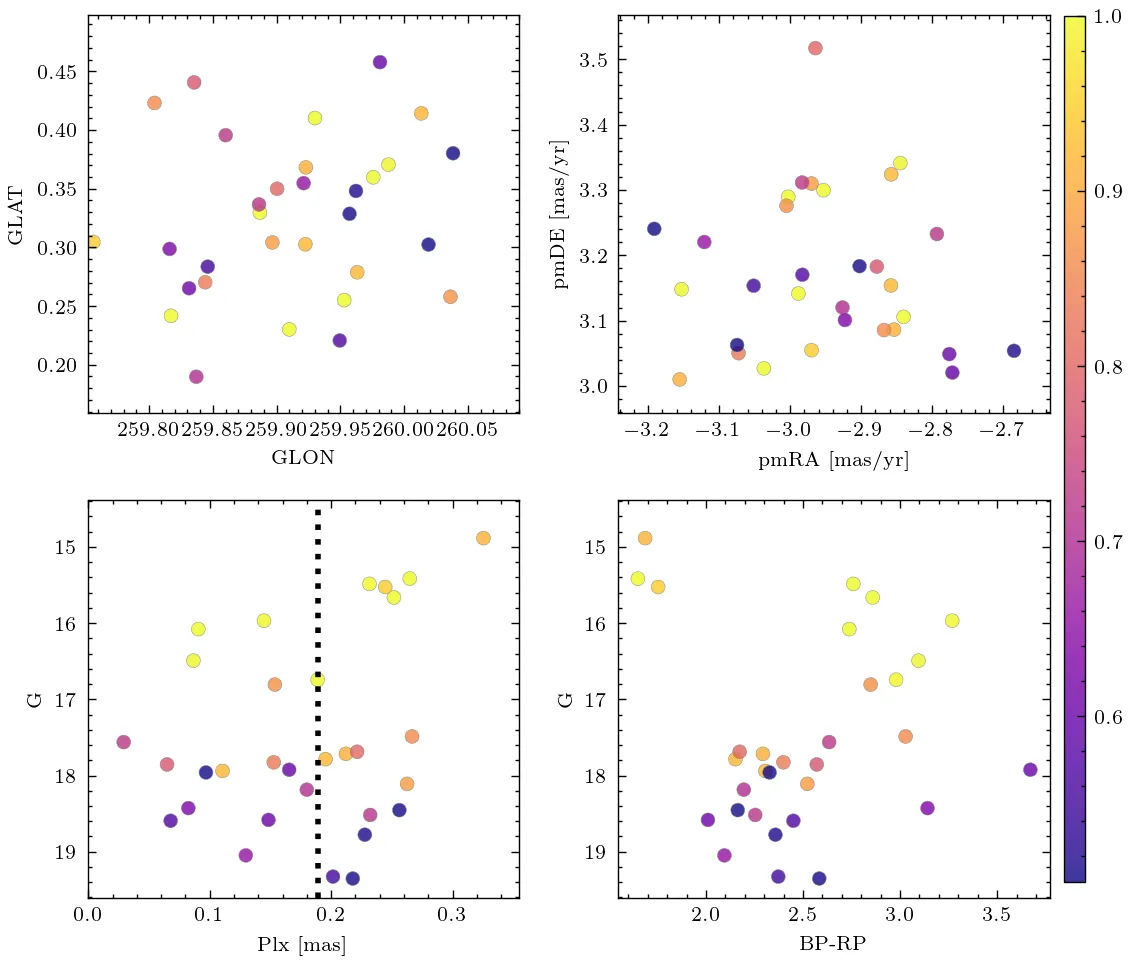 0.45
0.40
0.35
0.30
0.25
0.20
GLAT
259.80 259.85 259.90 259.95 260.00 260.05
GLON
3.5
3.4
3.3
3.2
3.1
3.0
pmDE [mas/yr]
−3.2 −3.1 −3.0 −2.9 −2.8 −2.7
pmRA [mas/yr]
1.0
0.9
0.8
0.7
0.6
15
16
17
18
19
G
0.0 0.1 0.2 0.3
Plx [mas]
15
16
17
18
19
G
2.0 2.5 3.0 3.5
BP-RP